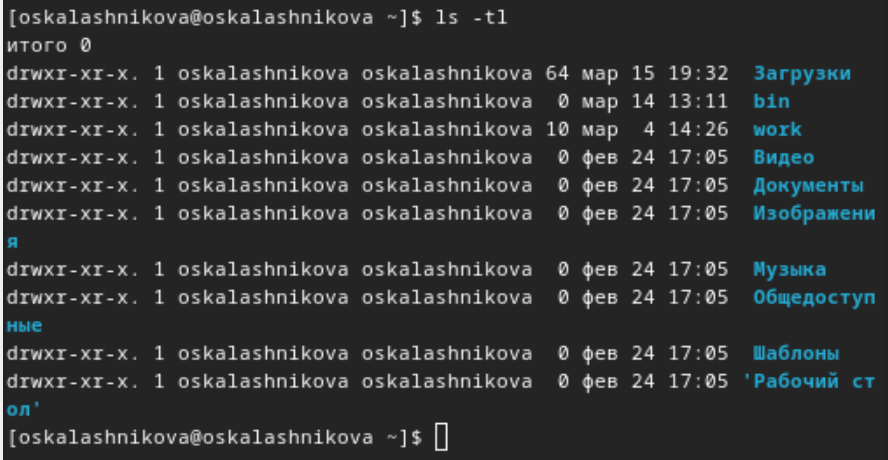 [oskalashnikova@oskalashnikova ~]$ ls -tl
итого 0
drwxr-xr-x. 1 oskalashnikova oskalashnikova 64 мар 15 19:32  Загрузки
drwxr-xr-x. 1 oskalashnikova oskalashnikova  0 мар 14 13:11  bin
drwxr-xr-x. 1 oskalashnikova oskalashnikova 10 мар  4 14:26  work
drwxr-xr-x. 1 oskalashnikova oskalashnikova  0 фев 24 17:05  Видео
drwxr-xr-x. 1 oskalashnikova oskalashnikova  0 фев 24 17:05  Документы
drwxr-xr-x. 1 oskalashnikova oskalashnikova  0 фев 24 17:05  Изображени
я
drwxr-xr-x. 1 oskalashnikova oskalashnikova  0 фев 24 17:05  Музыка
drwxr-xr-x. 1 oskalashnikova oskalashnikova  0 фев 24 17:05  Общедоступ
ные
drwxr-xr-x. 1 oskalashnikova oskalashnikova  0 фев 24 17:05  Шаблоны
drwxr-xr-x. 1 oskalashnikova oskalashnikova  0 фев 24 17:05 'Рабочий ст
ол'
[oskalashnikova@oskalashnikova ~]$